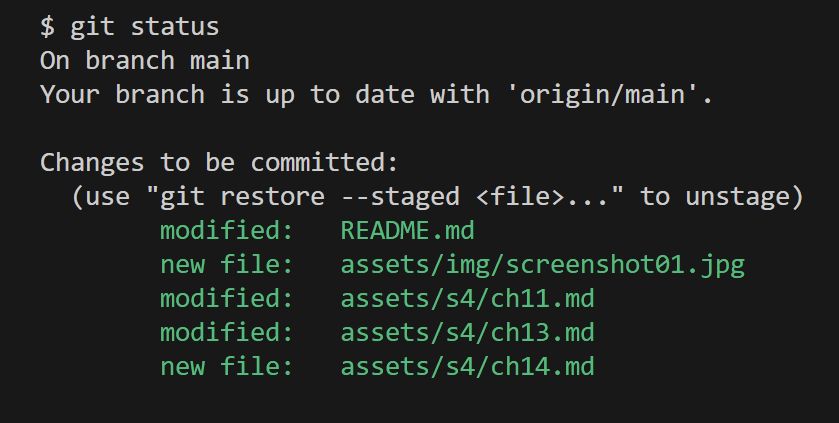 $ git status
On branch main
Your branch is up to date with 'origin/main'.

Changes to be committed:
  (use "git restore --staged <file>..." to unstage)
        modified:   README.md
        new file:   assets/img/screenshot01.jpg
        modified:   assets/s4/ch11.md
        modified:   assets/s4/ch13.md
        new file:   assets/s4/ch14.md